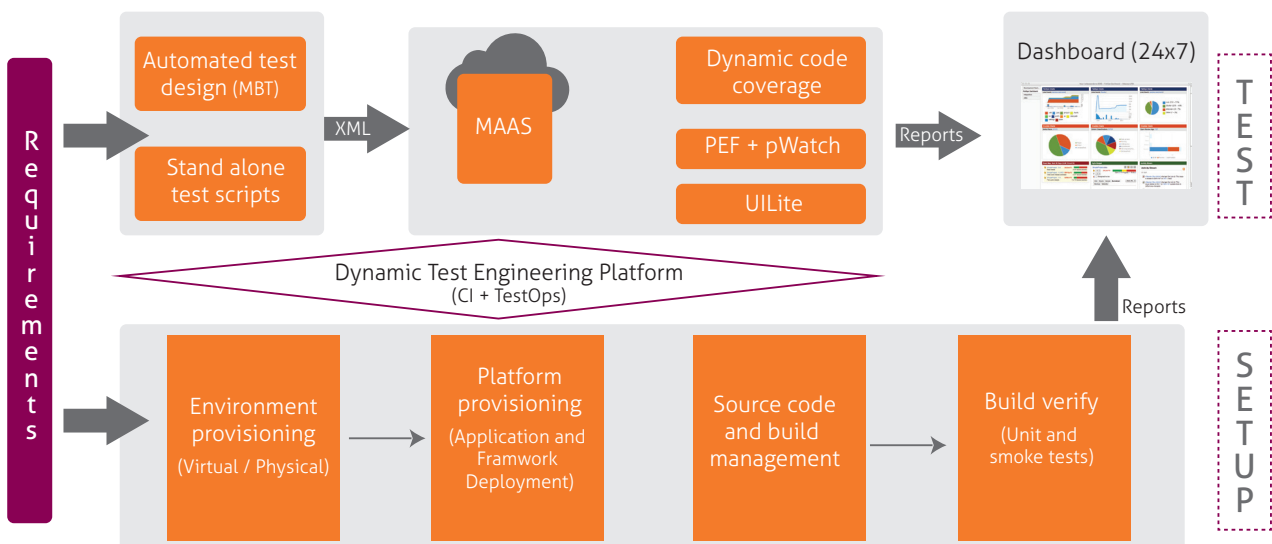 Requirements
Automated test
design (MBT)
Stand alone
test scripts
XML
MAAS
Dynamic code
coverage
PEF + pWatch
UILite
Reports
Dashboard (24x7)
TEST
Dynamic Test Engineering Platform
(CI + TestOps)
Reports
Environment
provisioning
(Virtual / Physical)
Platform
provisioning
(Application and
Framwork
Deployment)
Source code
and build
management
Build verify
(Unit and
smoke tests)
SETUP